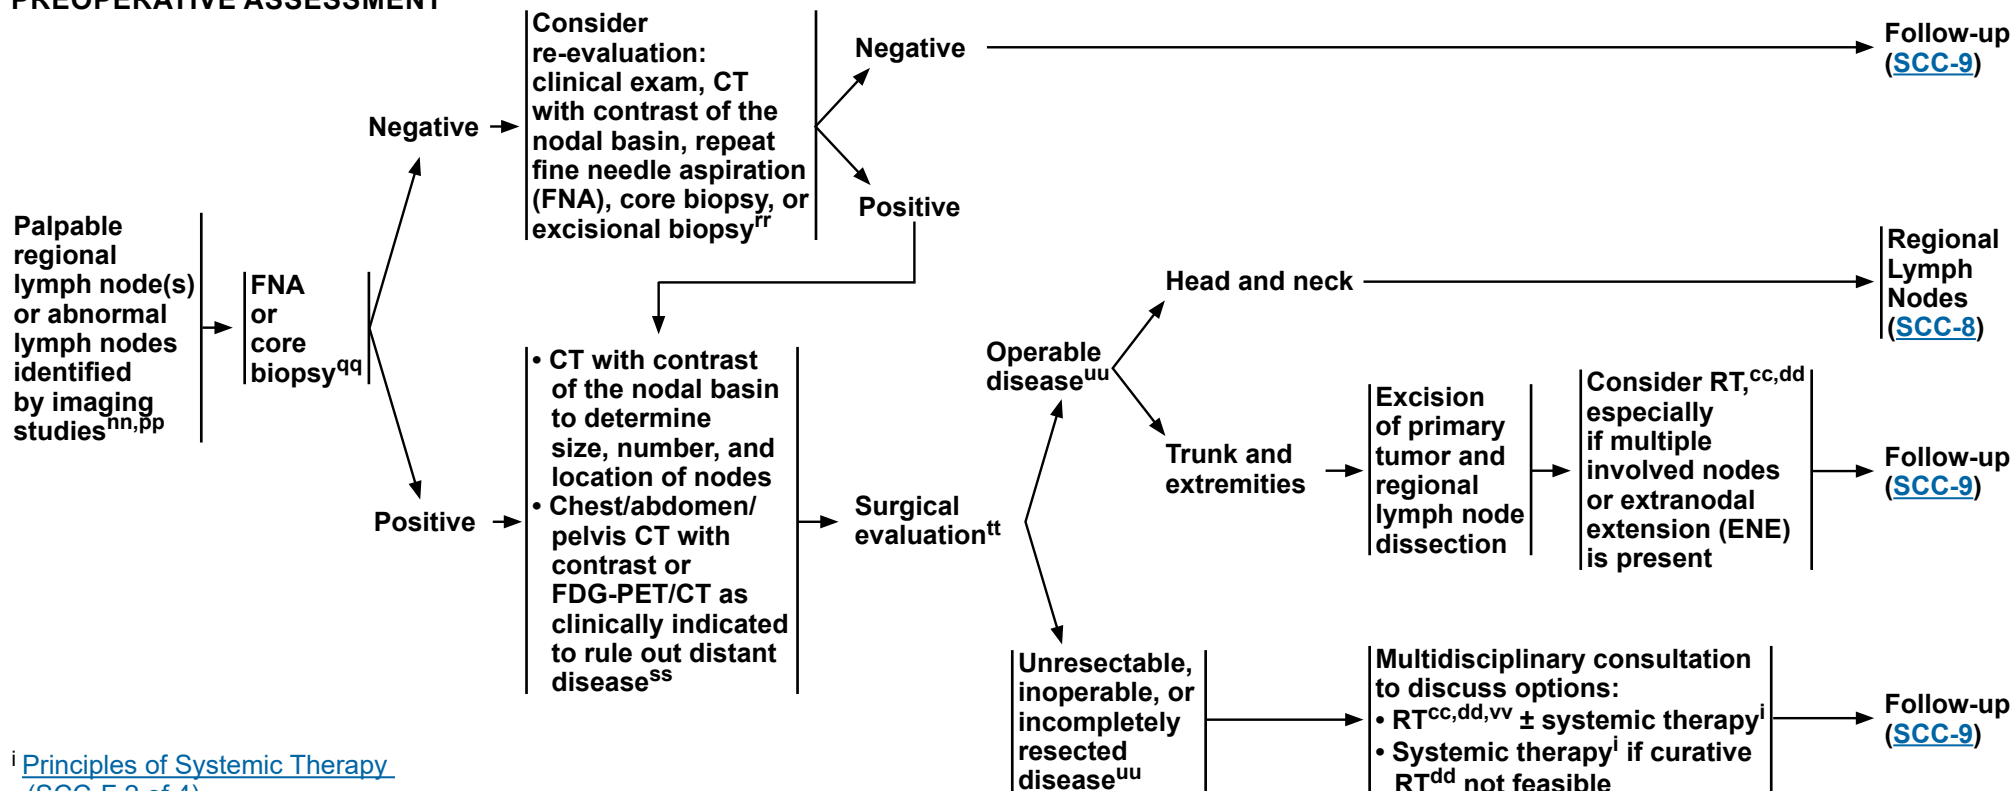 PREOPERATIVE ASSESSMENT
Palpable
regional
lymph node(s)
or abnormal
lymph nodes
identified
by imaging
studiesnn,pp
FNA
or
core
biopsyqq
Negative
Consider
re-evaluation:
clinical exam, CT
with contrast of the
nodal basin, repeat
fine needle aspiration
(FNA), core biopsy, or
excisional biopsyrr
Negative
Follow-up
(SCC-9)
Positive
Positive
• CT with contrast
of the nodal basin
to determine
size, number, and
location of nodes
• Chest/abdomen/
pelvis CT with
contrast or
FDG-PET/CT as
clinically indicated
to rule out distant
diseasess
Surgical
evaluationtt
Operable
diseaseuu
Head and neck
Regional
Lymph
Nodes
(SCC-8)
Trunk and
extremities
Excision
of primary
tumor and
regional
lymph node
dissection
Consider RT,cc,dd
especially
if multiple
involved nodes
or extranodal
extension (ENE)
is present
Follow-up
(SCC-9)
Unresectable,
inoperable, or
incompletely
resected
diseaseuu
Multidisciplinary consultation
to discuss options:
• RTcc,dd,vv ± systemic therapyi
• Systemic therapyi if curative
RTdd not feasible
Follow-up
(SCC-9)
i Principles of Systemic Therapy